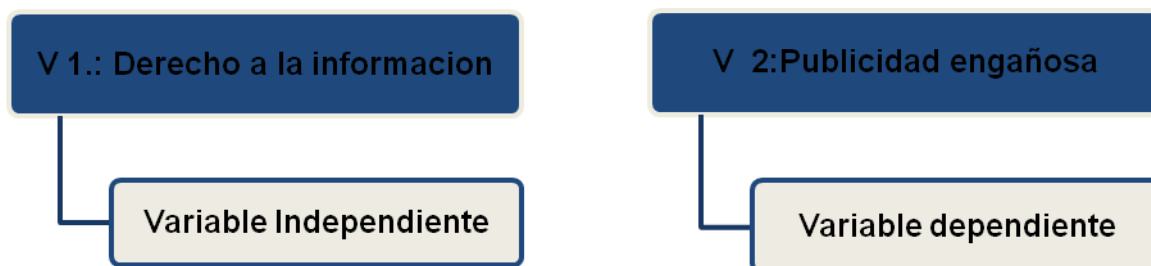 V 1.: Derecho a la informacion
Variable Independiente
V 2:Publicidad engañosa
Variable dependiente